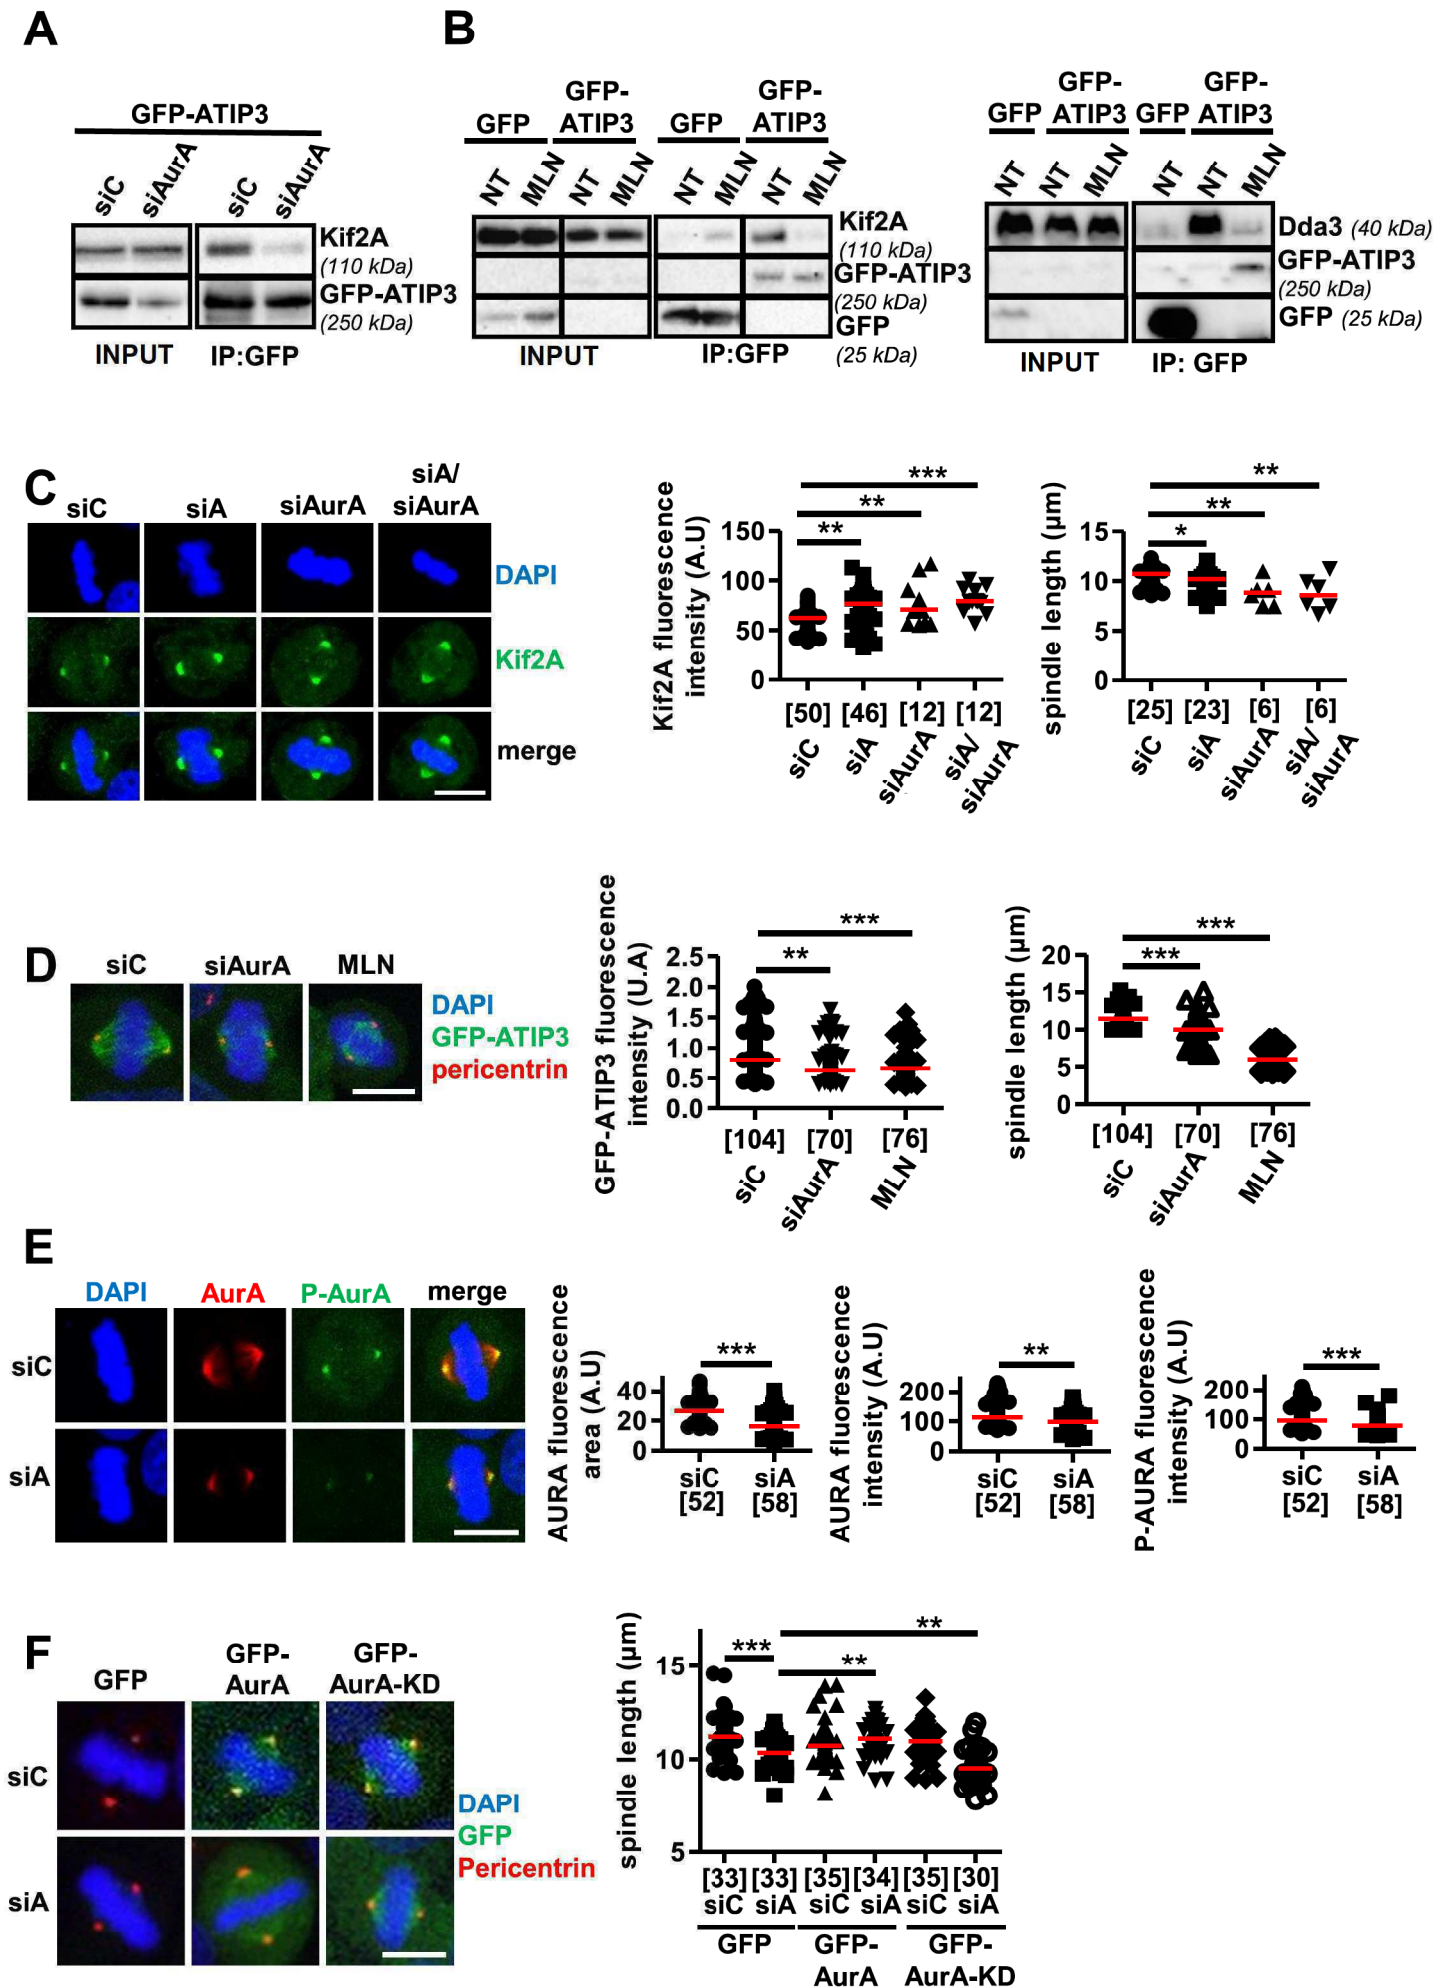 A
GFP-ATIP3
siC siAurA siC siAurA
Kif2A
(110 kDa)
GFP-ATIP3
(250 kDa)
INPUT IP:GFP
B
GFP GFP-ATIP3 GFP GFP-ATIP3
NT MLN NT MLN NT MLN NT MLN
Kif2A
(110 kDa)
GFP-ATIP3
(250 kDa)
GFP
(25 kDa)
INPUT IP:GFP
GFP GFP-ATIP3 GFP GFP-ATIP3
NT NT MLN NT NT MLN
Dda3 (40 kDa)
GFP-ATIP3
(250 kDa)
GFP (25 kDa)
INPUT IP: GFP
C
siC siA siAurA siA/siAurA
DAPI
Kif2A
merge
Kif2A fluorescence
intensity (A.U)
150
100
50
0
** ** ***
[50] [46] [12] [12]
siC siA siAurA siA/siAurA
spindle length (µm)
15
10
5
0
* ** **
[25] [23] [6] [6]
siC siA siAurA siA/siAurA
D
siC siAurA MLN
DAPI
GFP-ATIP3
pericentrin
GFP-ATIP3 fluorescence
intensity (U.A)
2.5
2.0
1.5
1.0
0.5
0.0
** ***
[104] [70] [76]
siC siAurA MLN
spindle length (µm)
20
15
10
5
0
*** ***
[104] [70] [76]
siC siAurA MLN
E
DAPI AurA P-AurA merge
siC
siA
AURA fluorescence
area (A.U)
40
20
0
***
siC siA
[52] [58]
AURA fluorescence
intensity (A.U)
200
100
0
**
siC siA
[52] [58]
P-AURA fluorescence
intensity (A.U)
200
100
0
***
siC siA
[52] [58]
F
GFP GFP-AurA GFP-AurA-KD
siC
siA
DAPI
GFP
Pericentrin
spindle length (µm)
15
10
5
*** ** **
[33] [33] [35] [34] [35] [30]
siC siA siC siA siC siA
GFP GFP-AurA GFP-AurA-KD